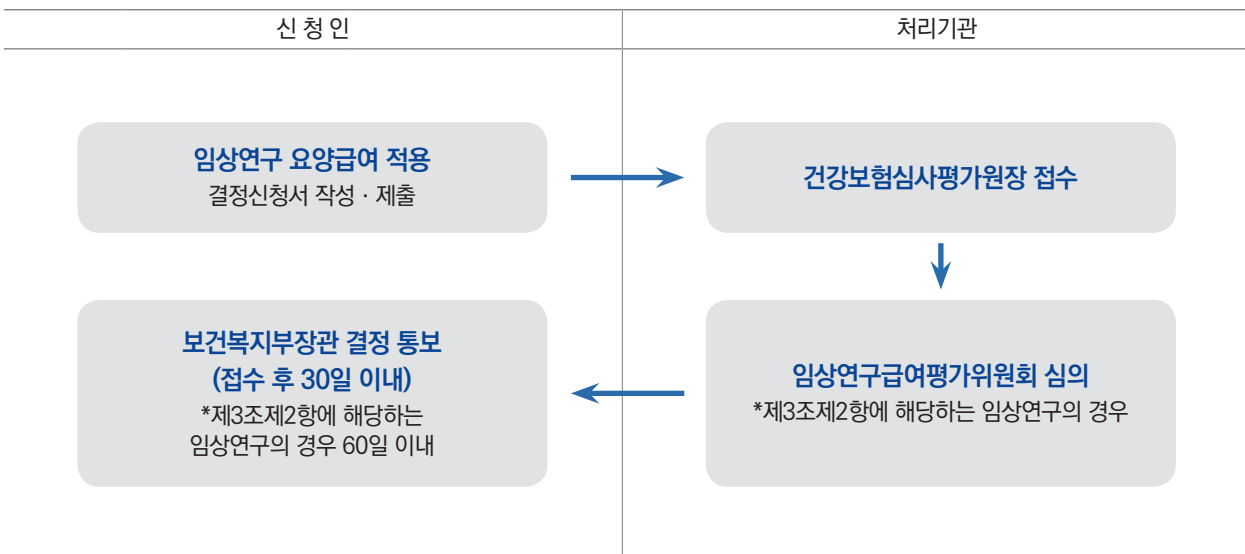 신 청 인
처리기관
임상연구 요양급여 적용
결정신청서 작성 · 제출
건강보험심사평가원장 접수
임상연구급여평가위원회 심의
*제3조제2항에 해당하는 임상연구의 경우
보건복지부장관 결정 통보
(접수 후 30일 이내)
*제3조제2항에 해당하는
임상연구의 경우 60일 이내